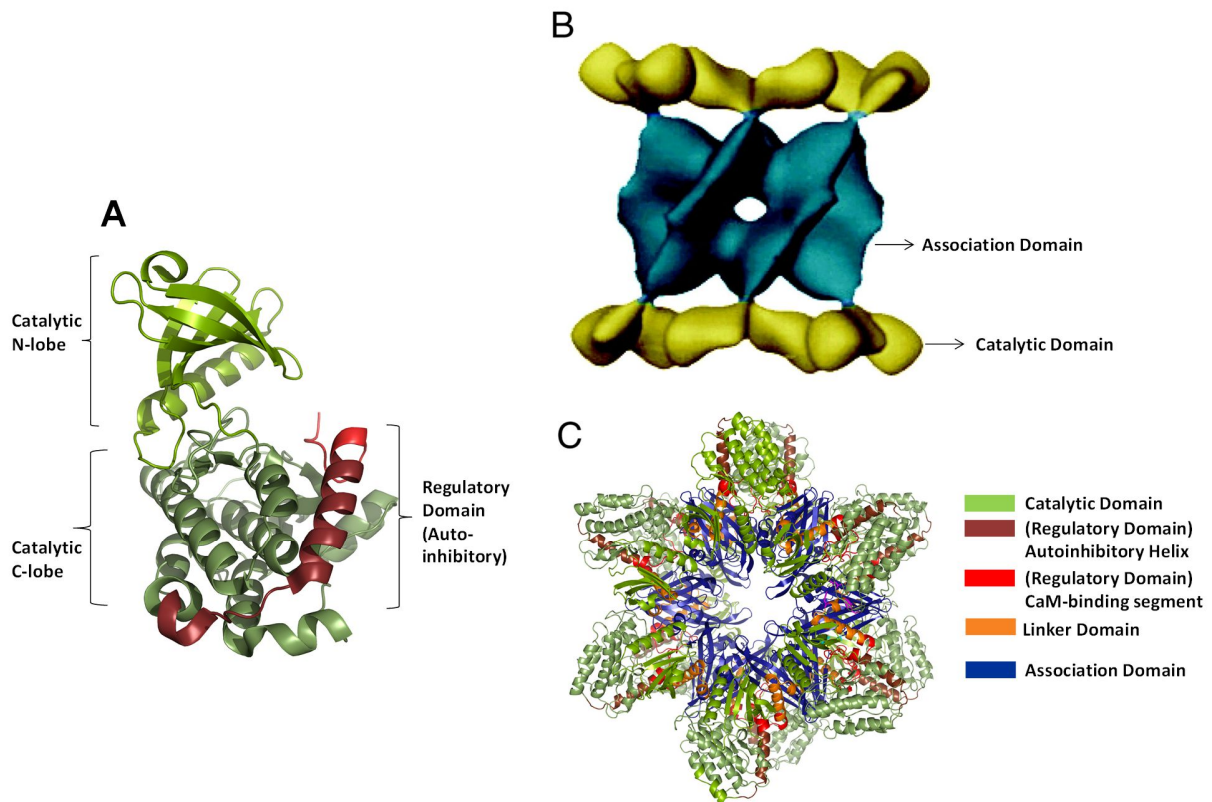 A
Catalytic
N-lobe
Catalytic
C-lobe
Regulatory
Domain
(Auto-
inhibitory)
B
Association Domain
Catalytic Domain
C
Catalytic Domain
(Regulatory Domain)
Autoinhibitory Helix
(Regulatory Domain)
CaM-binding segment
Linker Domain
Association Domain